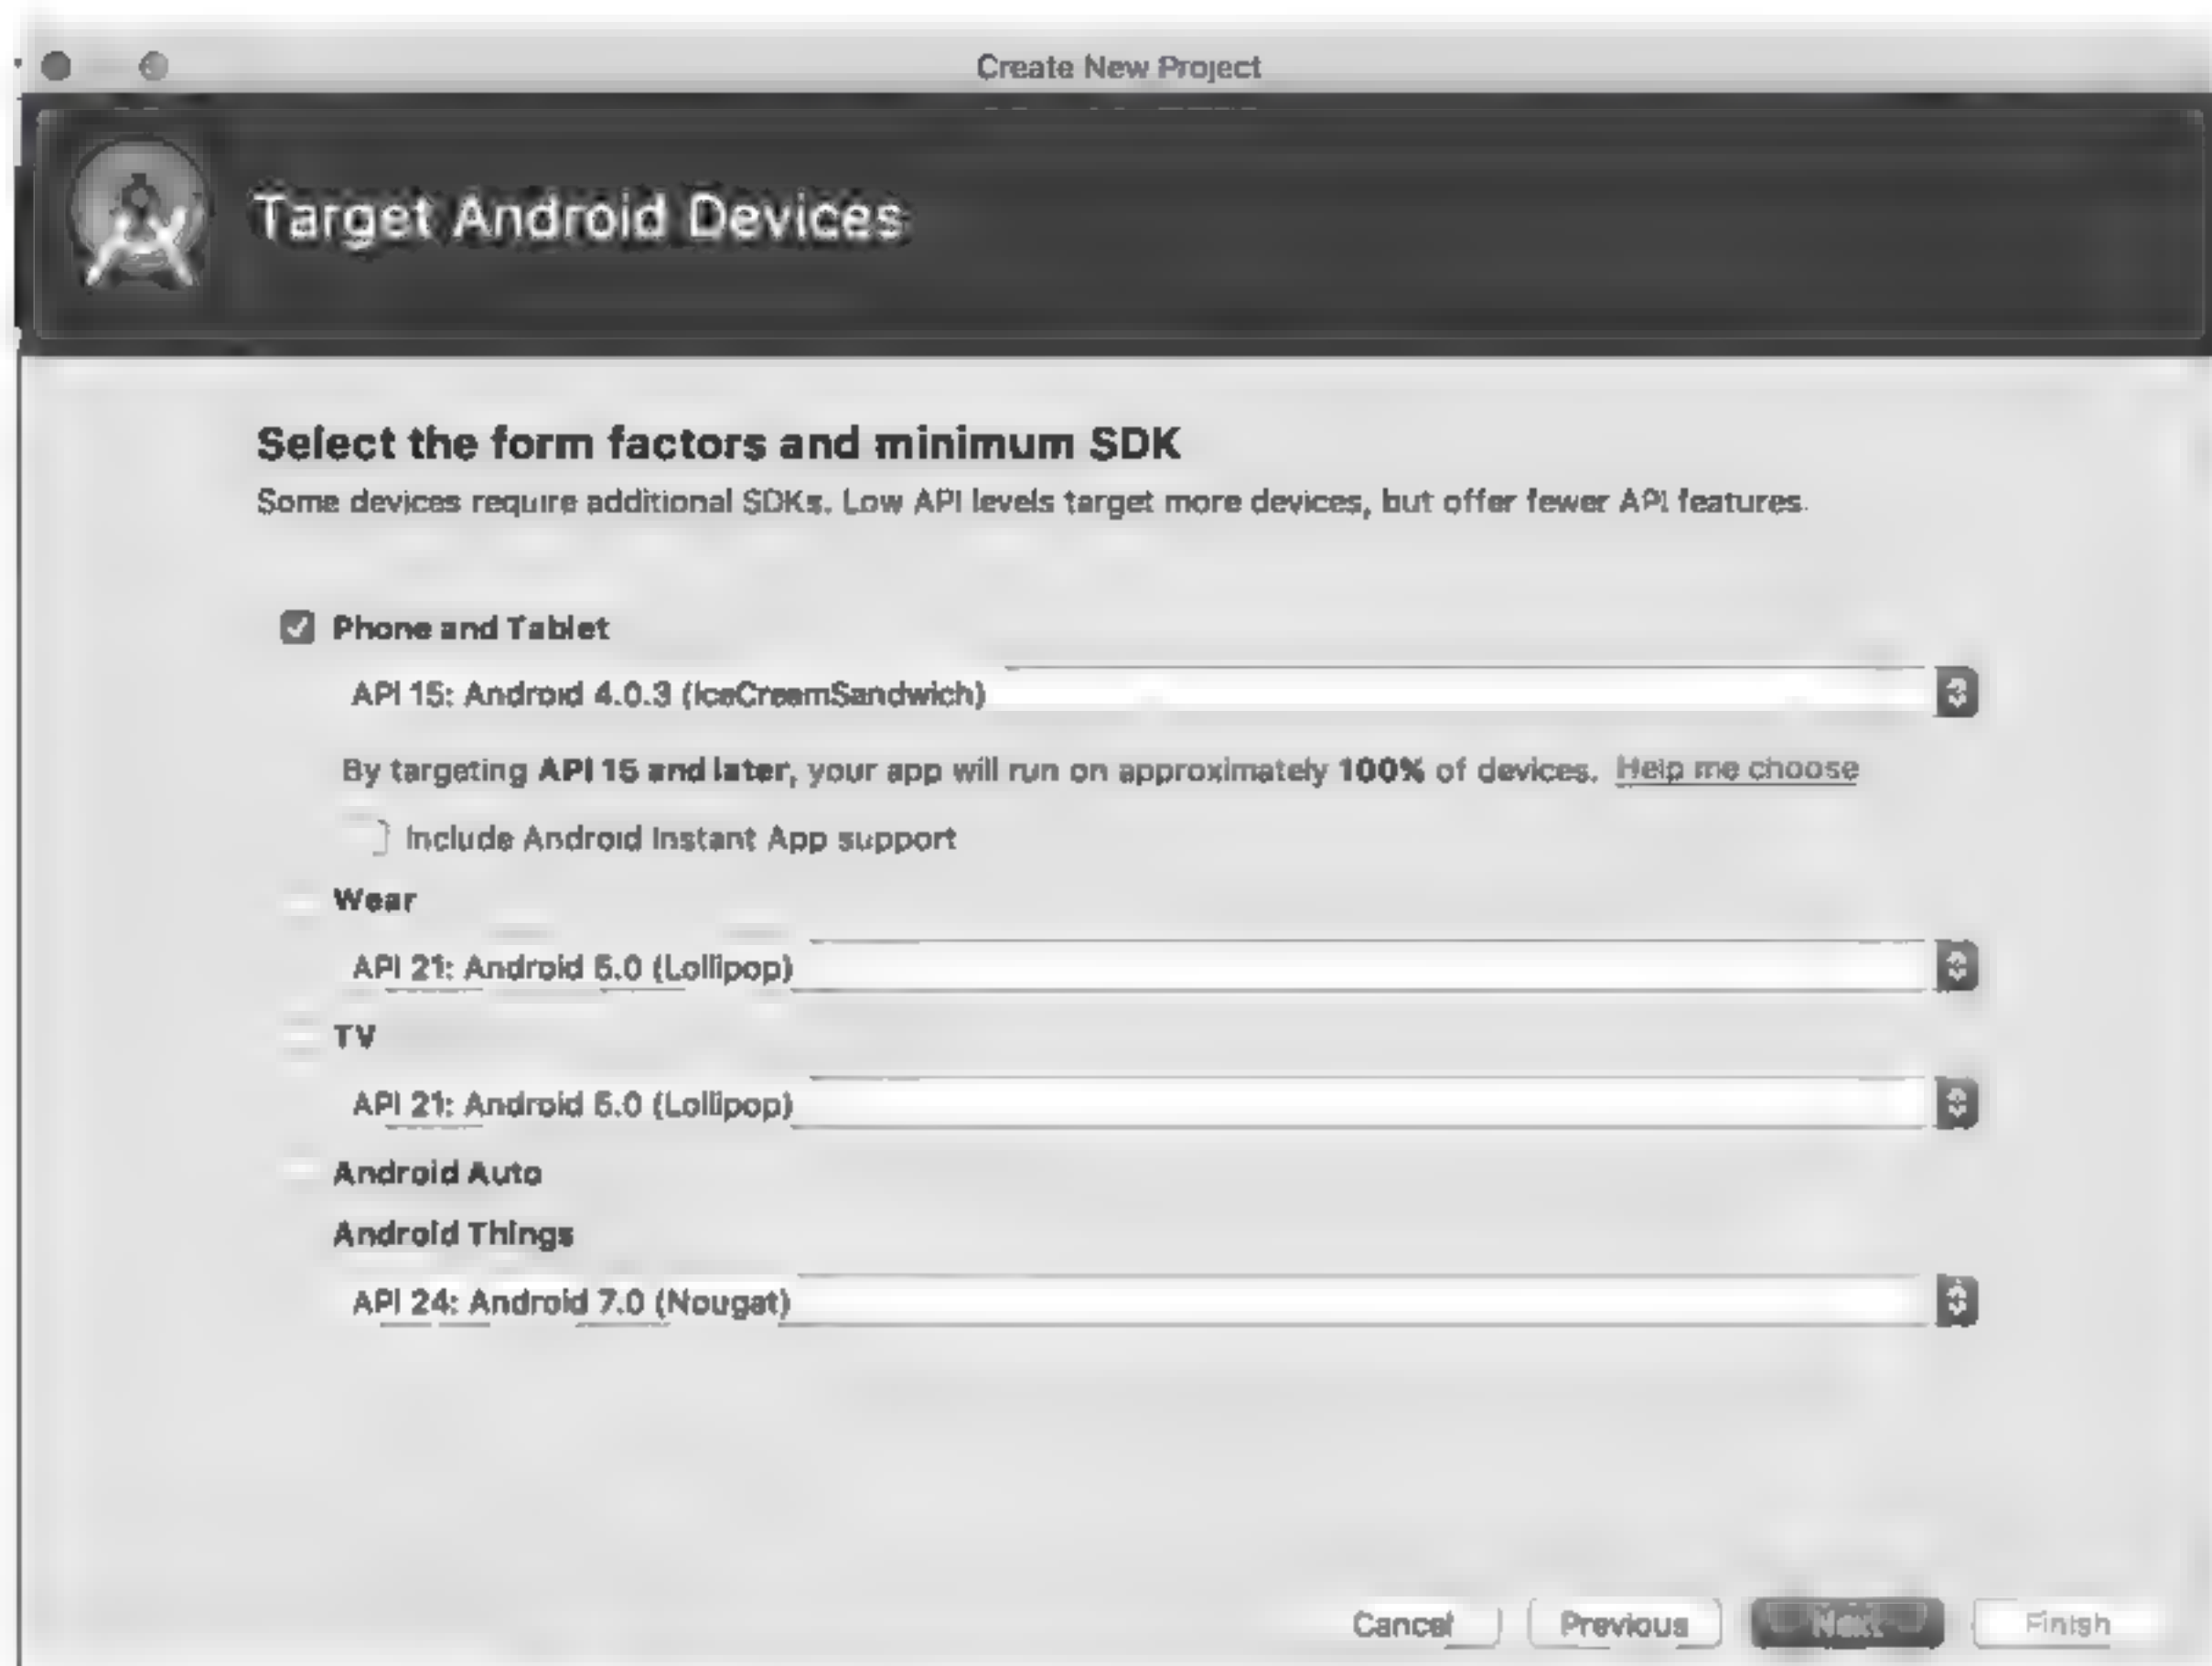 Create New Project
Target Android Devices
Select the form factors and minimum SDK
Some devices require additional SDKs. Low API levels target more devices, but offer fewer API features.
Phone and Tablet
API 15: Android 4.0.3 (IceCreamSandwich)
By targeting API 15 and later, your app will run on approximately 100% of devices. Help me choose
Include Android Instant App support
Wear
API 21: Android 5.0 (Lollipop)
TV
API 21: Android 5.0 (Lollipop)
Android Auto
Android Things
API 24: Android 7.0 (Nougat)
Cancel Previous Next Finish